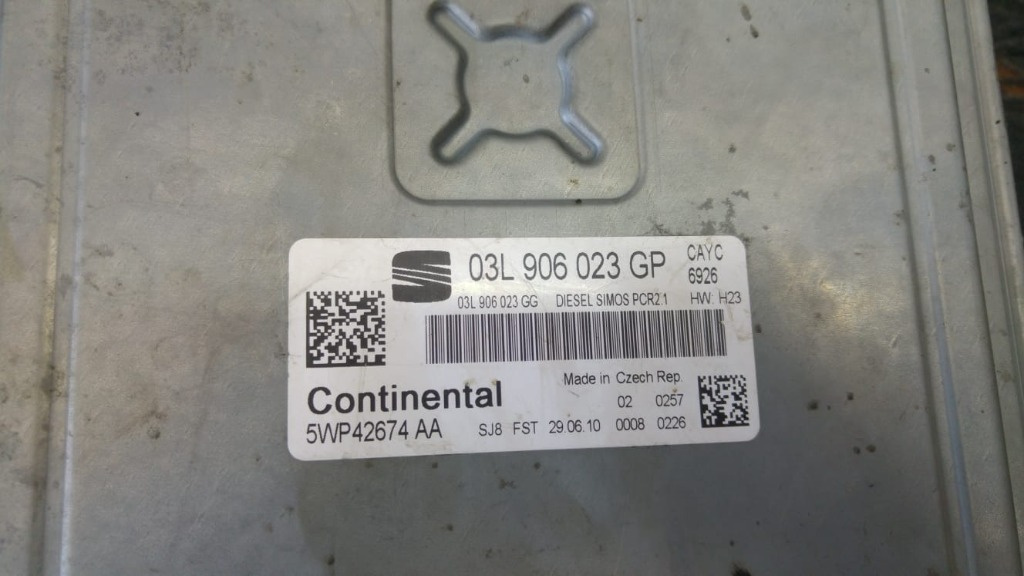 03L 906 023 GP CAYC
6926
03L 906 023 GG DIESEL SIMOS PCR2.1 HW: H23
Continental Made in Czech Rep.
02 0257
5WP42674 AA SJ8 FST 29.06.10 0008 0226